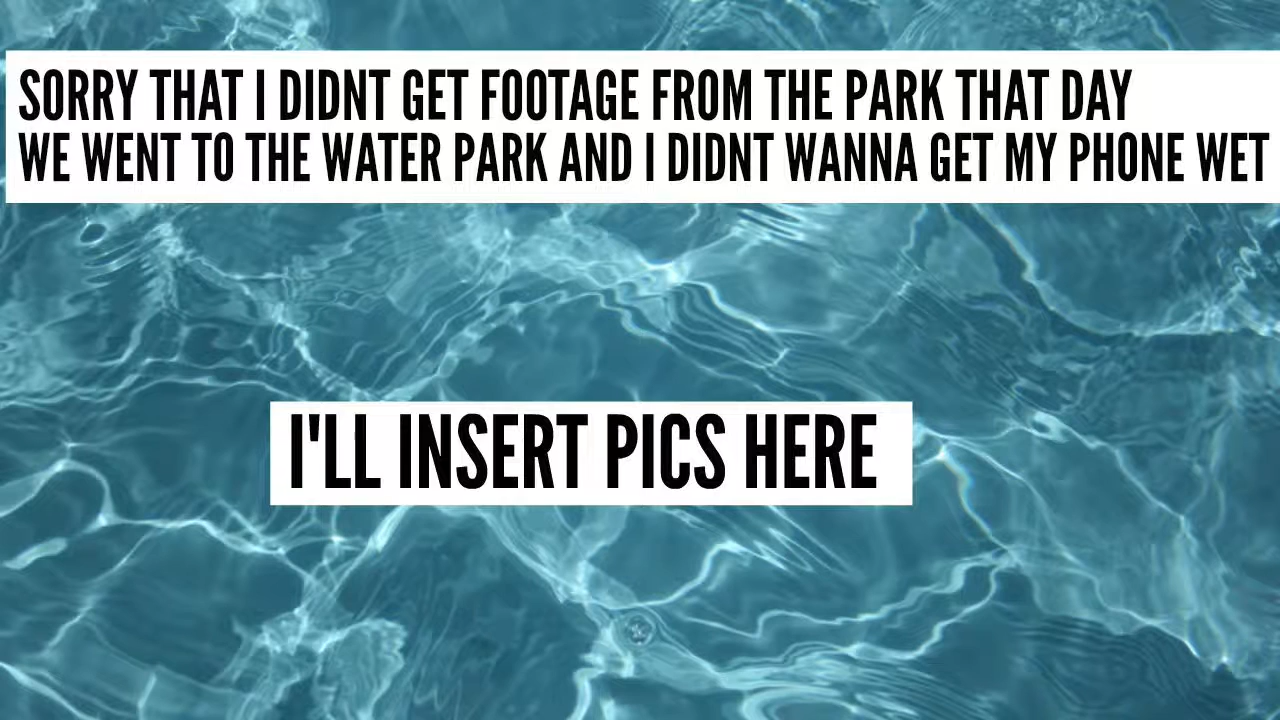 SORRY THAT I DIDNT GET FOOTAGE FROM THE PARK THAT DAY
WE WENT TO THE WATER PARK AND I DIDNT WANNA GET MY PHONE WET
I'LL INSERT PICS HERE